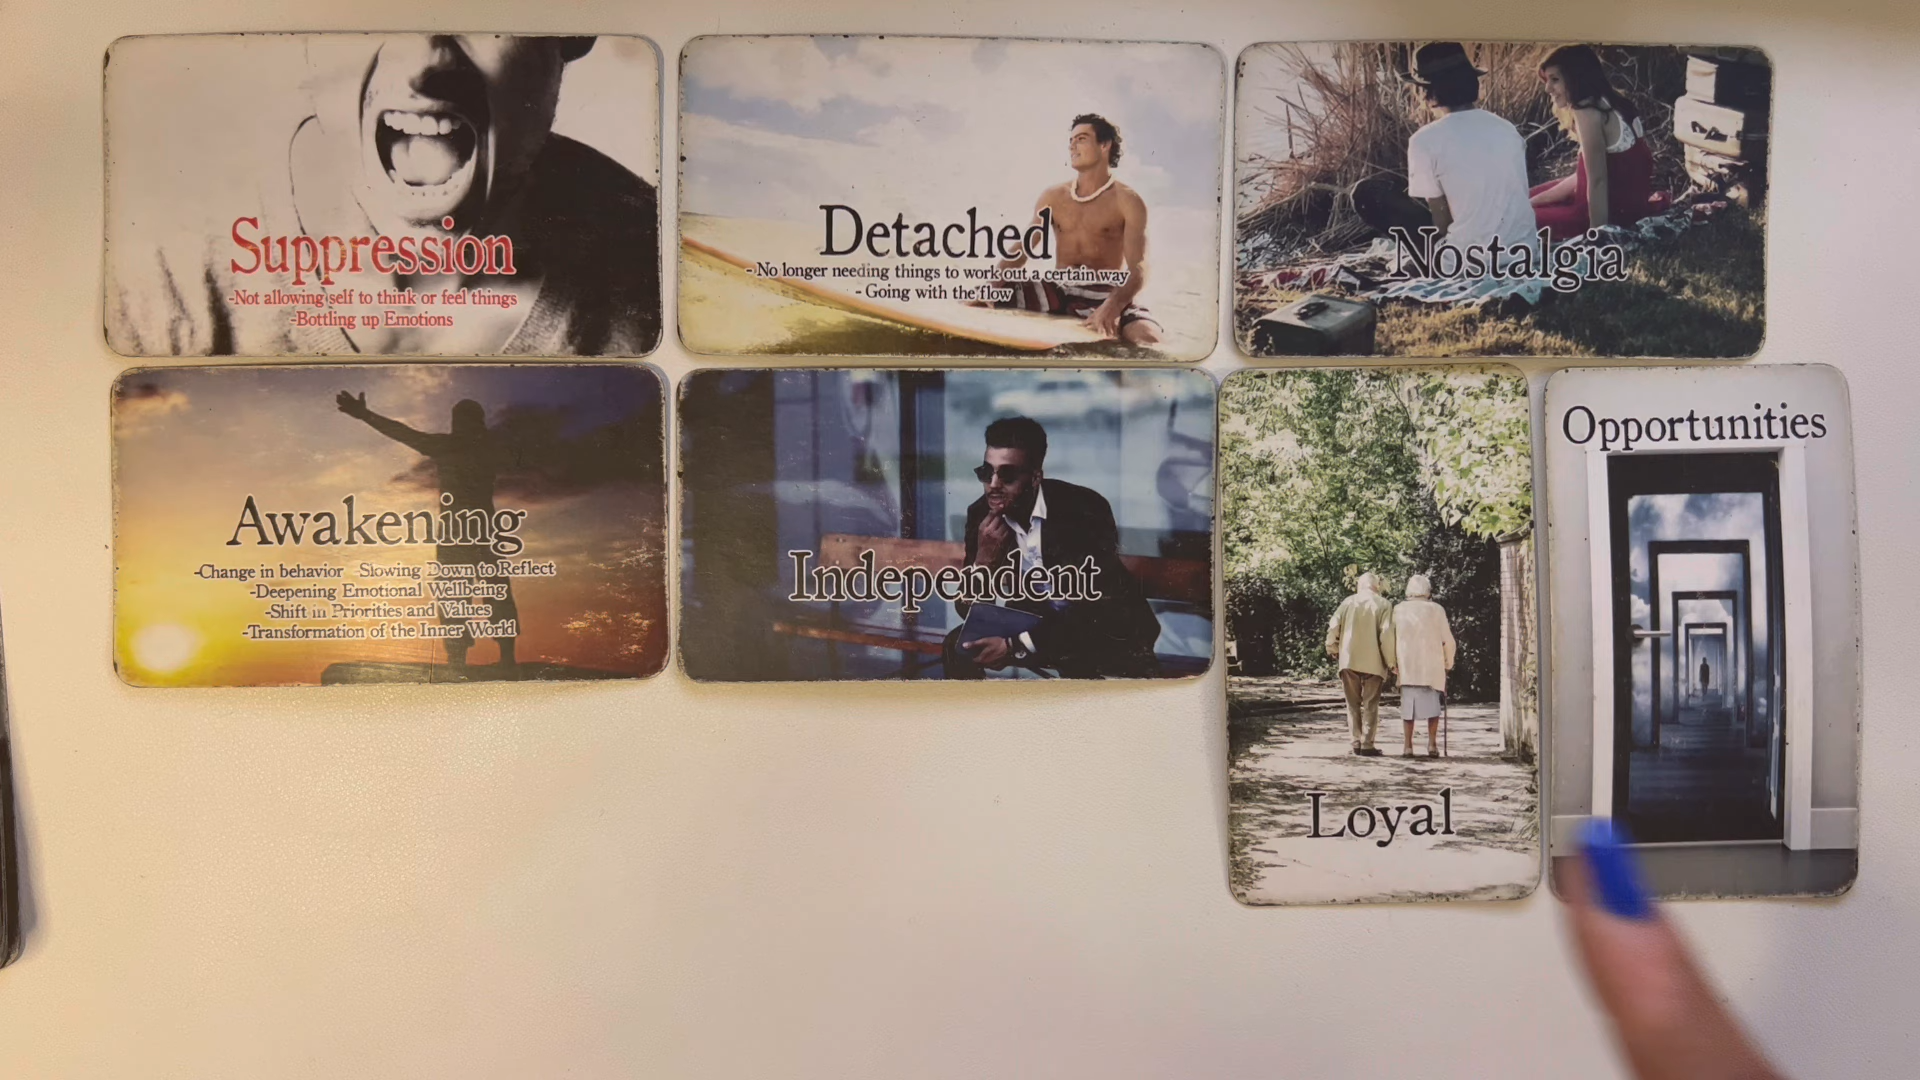 Suppression
-Not allowing self to think or feel things
-Bottling up Emotions
Detached
- No longer needing things to work out a certain way
- Going with the flow
Nostalgia
Awakening
-Change in behavior -Slowing Down to Reflect
-Deepening Emotional Wellbeing
-Shift in Priorities and Values
-Transformation of the Inner World
Independent
Loyal
Opportunities